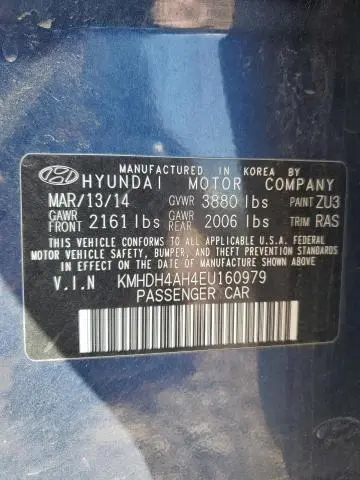 MANUFACTURED IN KOREA BY
HYUNDAI MOTOR COMPANY
MAR/13/14 GVWR 3880 lbs PAINT ZU3
GAWR FRONT 2161 lbs GAWR REAR 2006 lbs TRIM RAS
THIS VEHICLE CONFORMS TO ALL APPLICABLE U.S.A. FEDERAL
MOTOR VEHICLE SAFETY, BUMPER, AND THEFT PREVENTION STANDARDS
IN EFFECT ON THE DATE OF MANUFACTURE SHOWN ABOVE.
V.I.N KMHDH4AH4EU160979
PASSENGER CAR